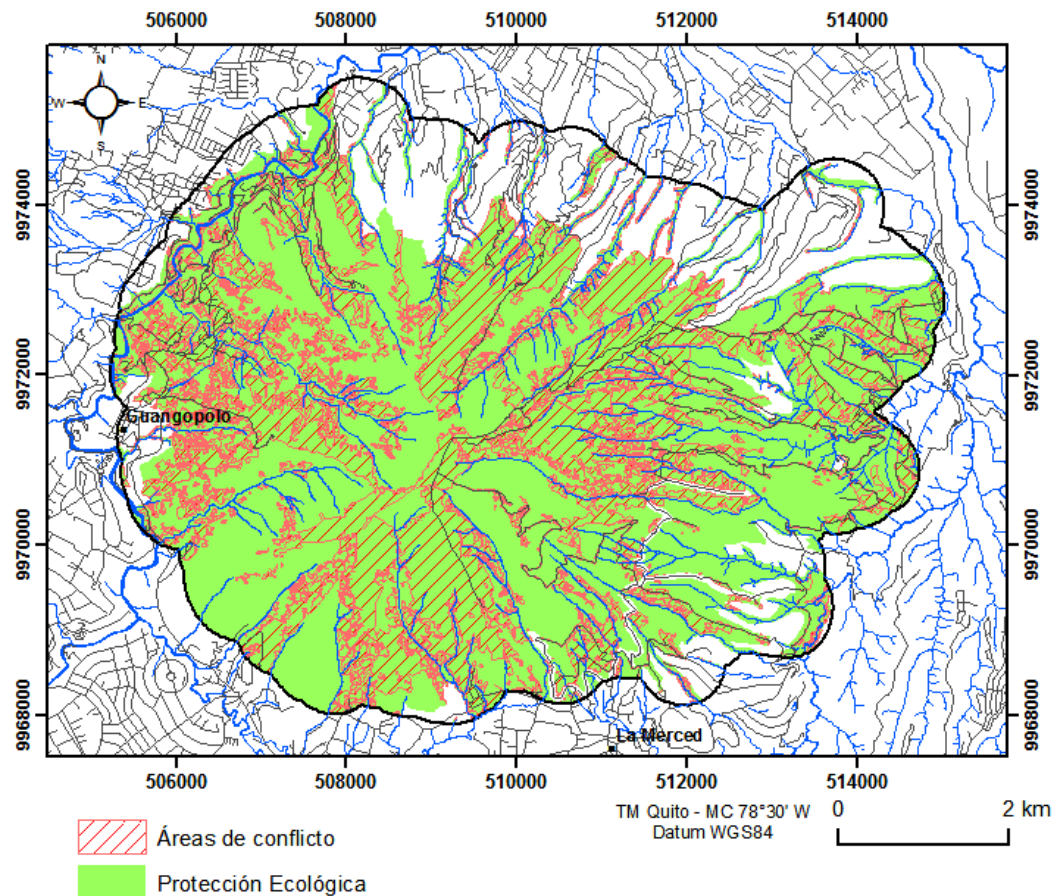 506000 508000 510000 512000 514000
N
W E
S
9974000 9974000
9972000 9972000
Guangopolo
9970000 9970000
9968000 9968000
La Merced
506000 508000 510000 512000 514000
TM Quito - MC 78°30' W
Datum WGS84
0 2 km
Áreas de conflicto
Protección Ecológica